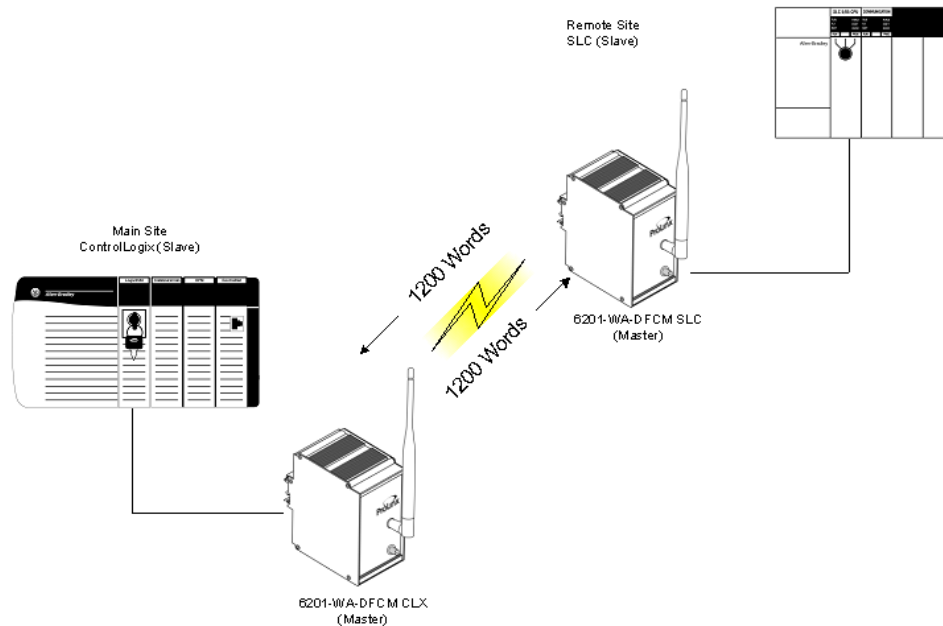 Remote Site
SLC (Slave)
Allen-Bradley
Main Site
ControlLogix (Slave)
Allen-Bradley
1200 Words
1200 Words
ProLinx
6201-WA-DFCM SLC
(Master)
ProLinx
6201-WA-DFCM CLX
(Master)